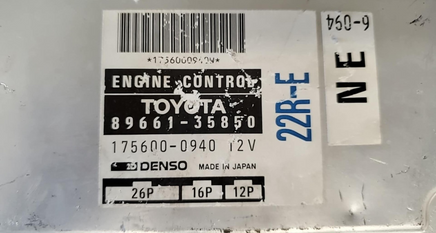 *1756000940*
ENGINE CONTROL
TOYOTA
89661-35850
175600-0940 12V
DENSO MADE IN JAPAN
26P 16P 12P
22R-E
NE
6-094